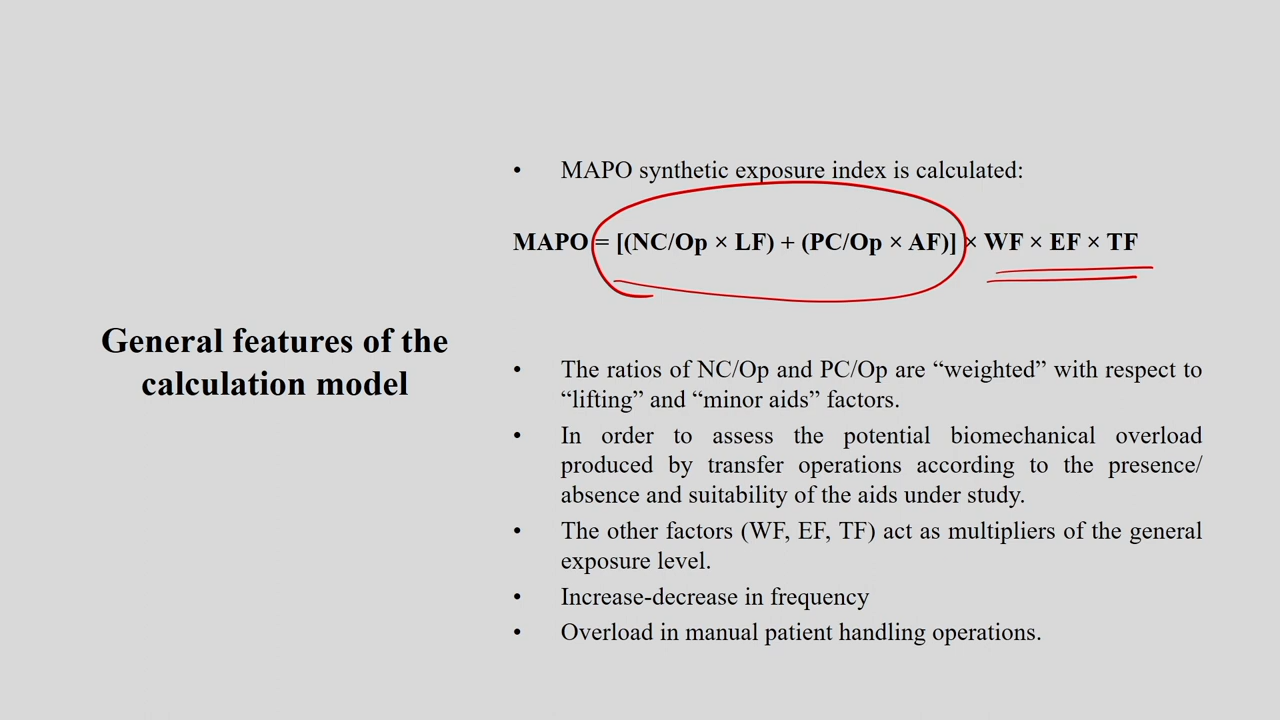 General features of the
calculation model
• MAPO synthetic exposure index is calculated:
MAPO = [(NC/Op × LF) + (PC/Op × AF)] × WF × EF × TF
• The ratios of NC/Op and PC/Op are “weighted” with respect to
“lifting” and “minor aids” factors.
• In order to assess the potential biomechanical overload
produced by transfer operations according to the presence/
absence and suitability of the aids under study.
• The other factors (WF, EF, TF) act as multipliers of the general
exposure level.
• Increase-decrease in frequency
• Overload in manual patient handling operations.